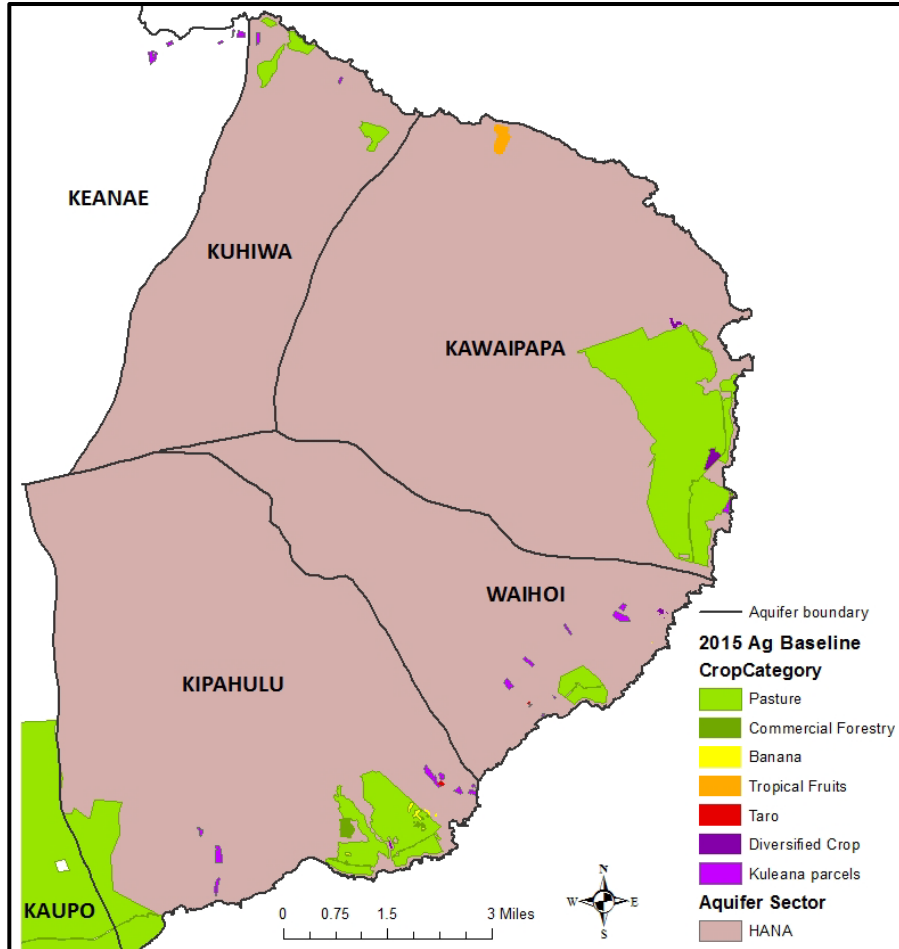 KEANAE
KUHIWA
KAWAIPAPA
WAIHOI
KIPAHULU
KAUPO
Aquifer boundary
2015 Ag Baseline
CropCategory
Pasture
Commercial Forestry
Banana
Tropical Fruits
Taro
Diversified Crop
Kuleana parcels
Aquifer Sector
HANA
0 0.75 1.5 3 Miles
N
W E
S